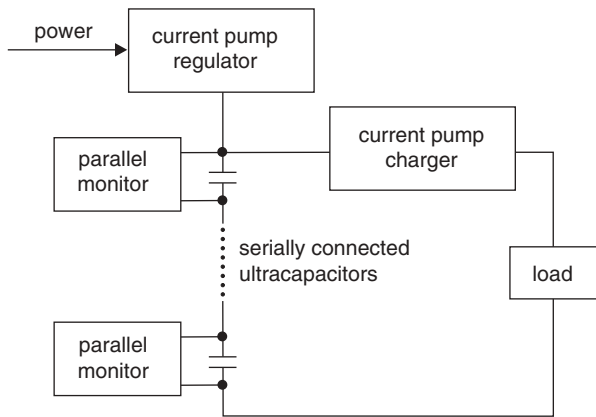 power
current pump
regulator
parallel
monitor
current pump
charger
serially connected
ultracapacitors
load
parallel
monitor